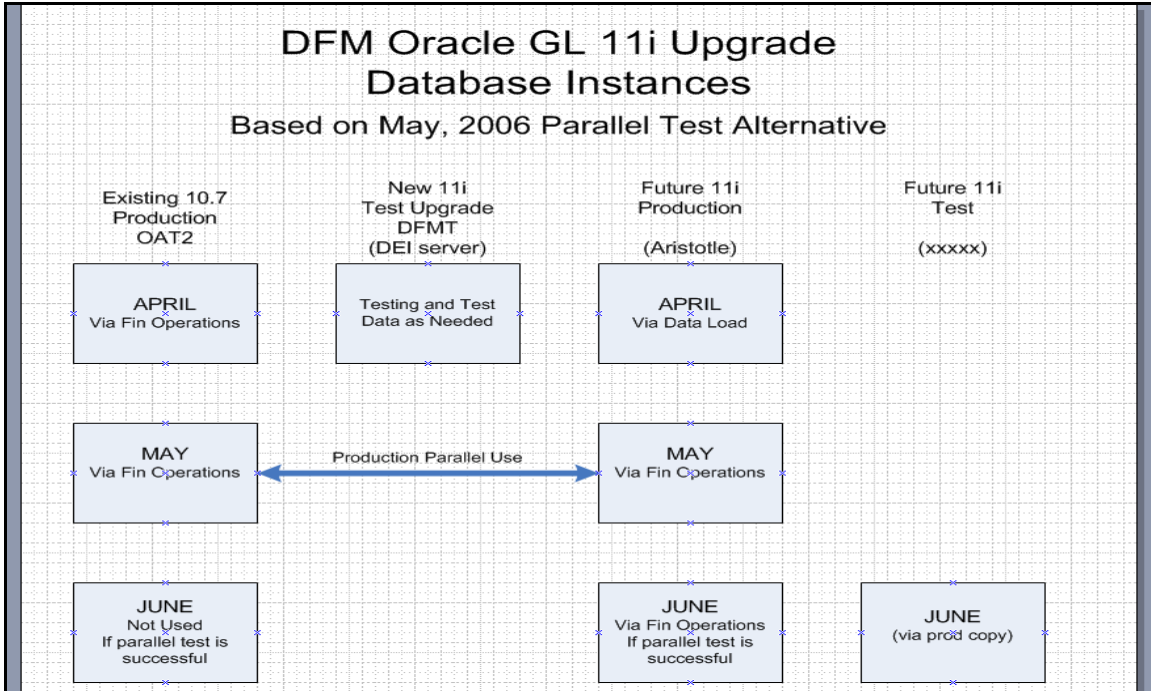 DFM Oracle GL 11i Upgrade
Database Instances
Based on May, 2006 Parallel Test Alternative
Existing 10.7
Production
OAT2
New 11i
Test Upgrade
DFMT
(DEI server)
Future 11i
Production
(Aristotle)
Future 11i
Test
(xxxxx)
APRIL
Via Fin Operations
Testing and Test
Data as Needed
APRIL
Via Data Load
MAY
Via Fin Operations
Production Parallel Use
MAY
Via Fin Operations
JUNE
Not Used
If parallel test is
successful
JUNE
Via Fin Operations
If parallel test is
successful
JUNE
(via prod copy)